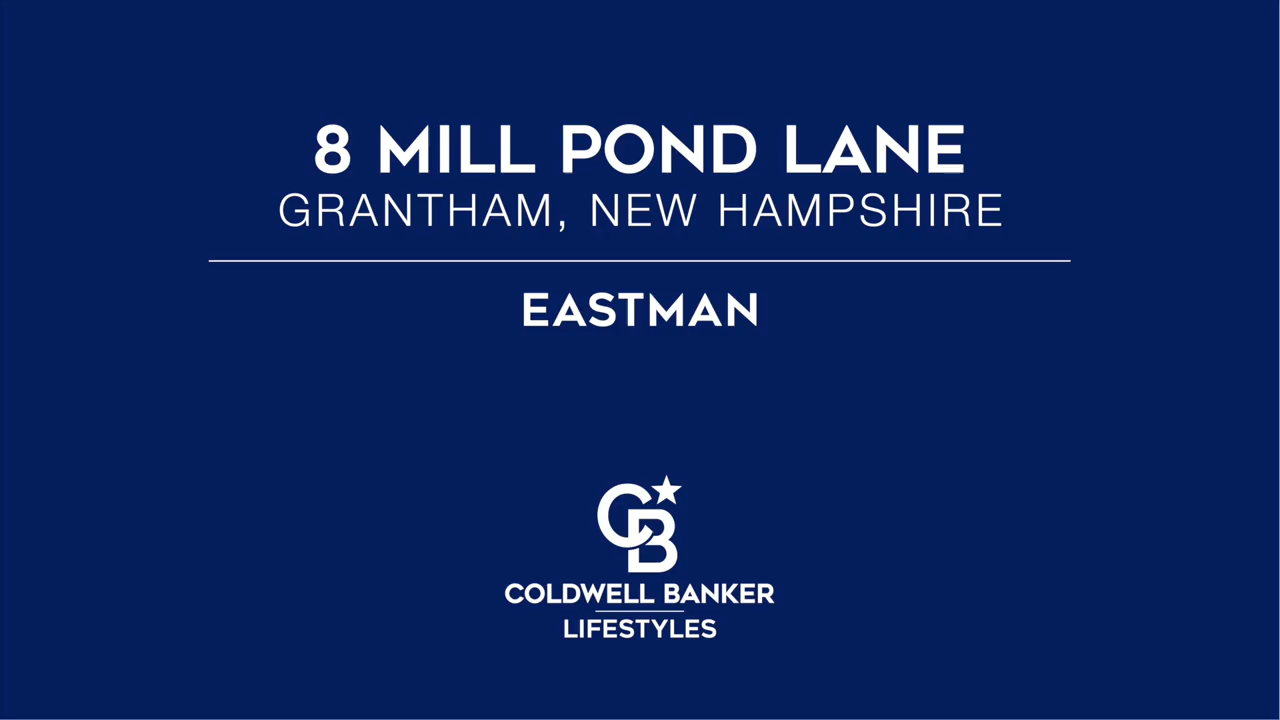 8 MILL POND LANE
GRANTHAM, NEW HAMPSHIRE
EASTMAN
CB
COLDWELL BANKER
LIFESTYLES